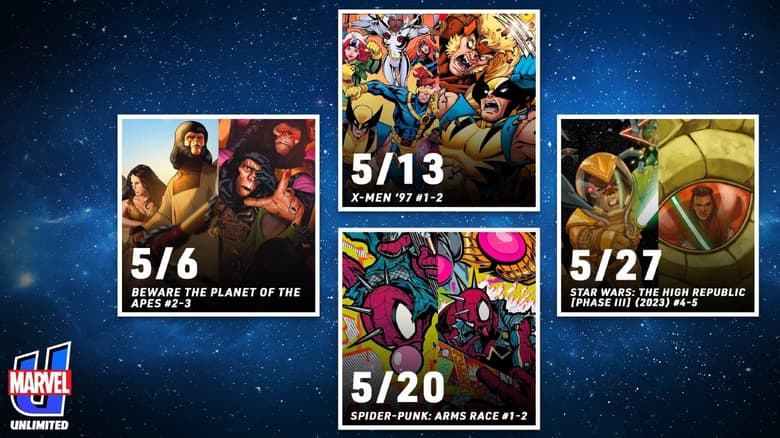 5/6
BEWARE THE PLANET OF THE
APES #2-3
5/13
X-MEN '97 #1-2
5/20
SPIDER-PUNK: ARMS RACE #1-2
5/27
STAR WARS: THE HIGH REPUBLIC
[PHASE III] (2023) #4-5
U
MARVEL
UNLIMITED